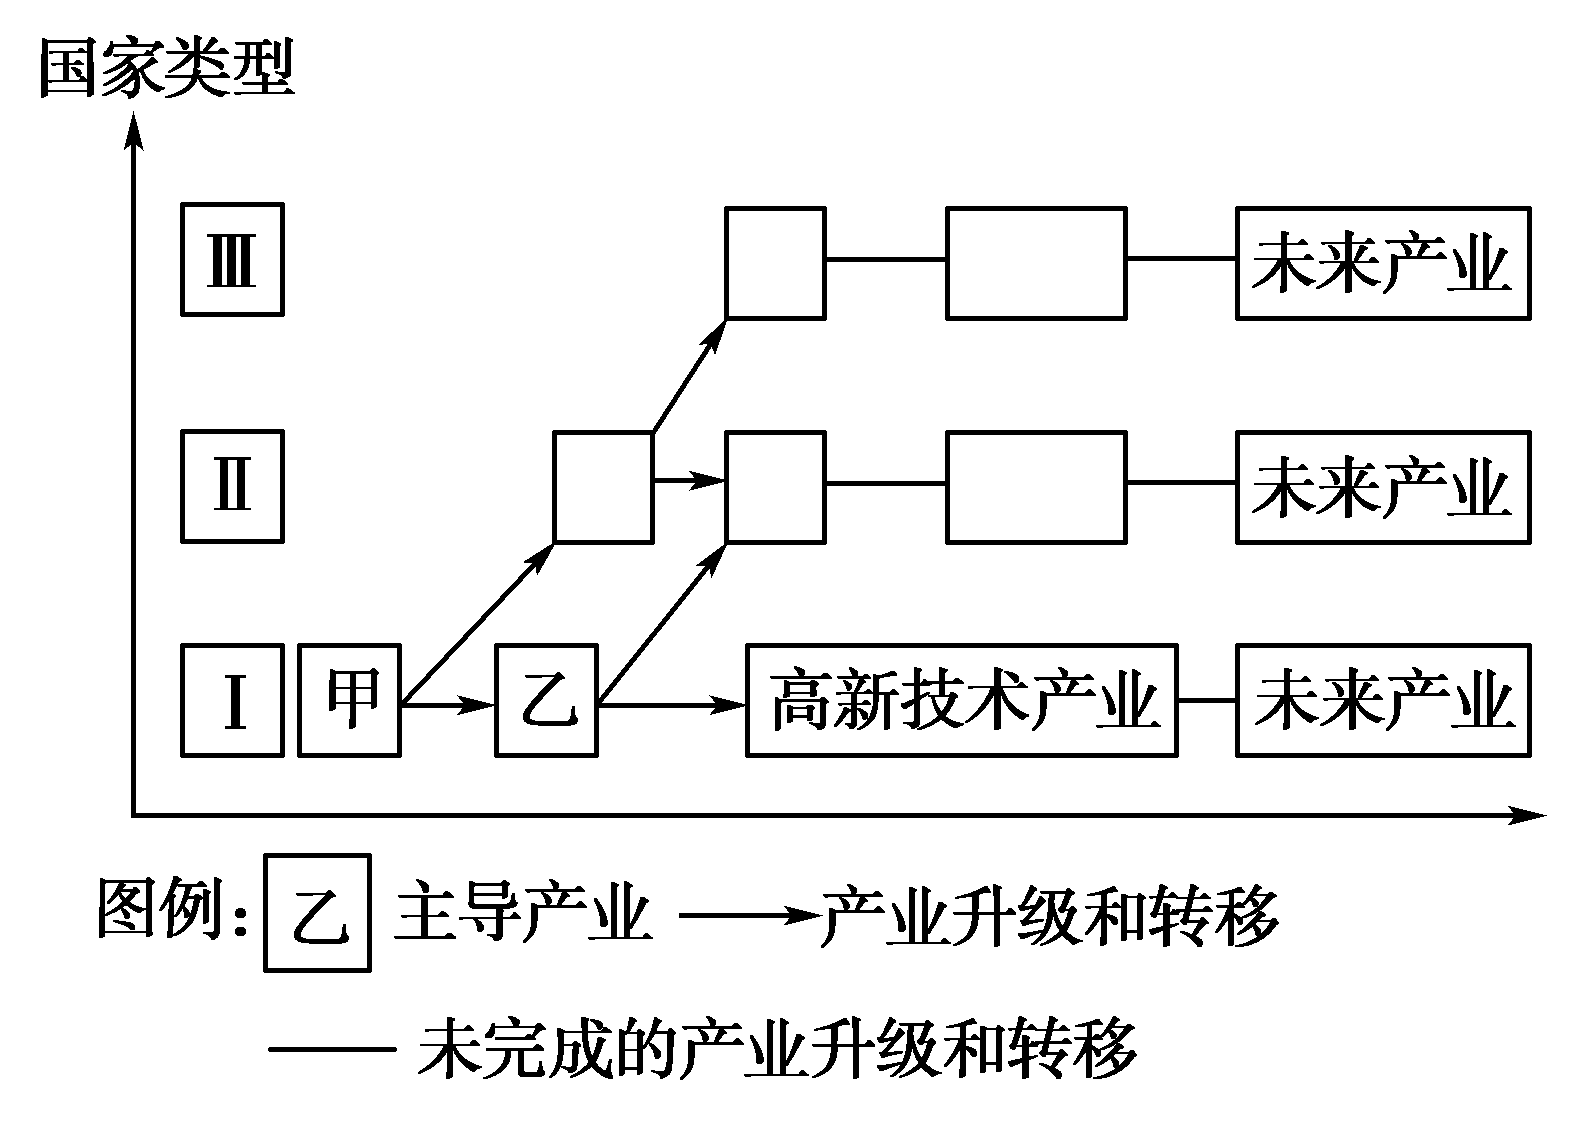 国家类型
Ⅲ 未来产业
Ⅱ 未来产业
Ⅰ 甲 乙 高新技术产业 未来产业
图例: 乙 主导产业 产业升级和转移
未完成的产业升级和转移